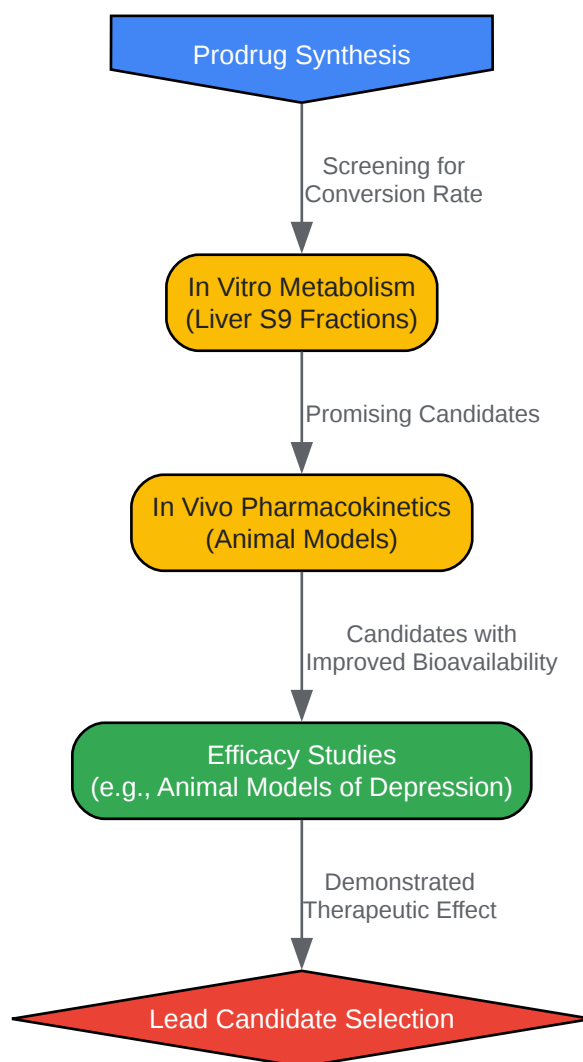 Prodrug Synthesis
Screening for
Conversion Rate
In Vitro Metabolism
(Liver S9 Fractions)
Promising Candidates
In Vivo Pharmacokinetics
(Animal Models)
Candidates with
Improved Bioavailability
Efficacy Studies
(e.g., Animal Models of Depression)
Demonstrated
Therapeutic Effect
Lead Candidate Selection